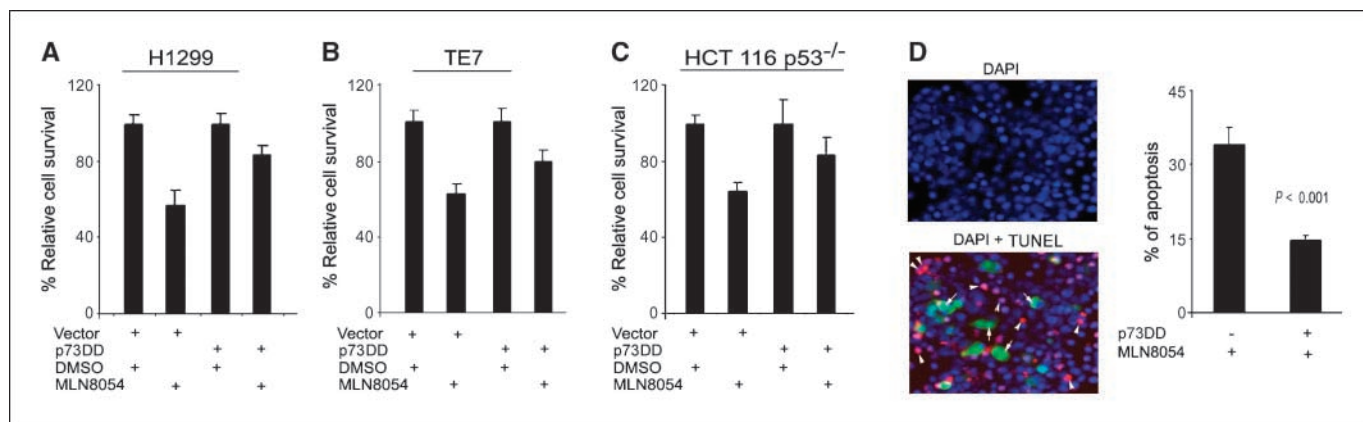 A
H1299
% Relative cell survival
120
80
40
0
Vector + +
p73DD + +
DMSO + +
MLN8054 + +
B
TE7
% Relative cell survival
120
80
40
0
Vector + +
p73DD + +
DMSO + +
MLN8054 + +
C
HCT 116 p53-/-
% Relative cell survival
120
80
40
0
Vector + +
p73DD + +
DMSO + +
MLN8054 + +
D
DAPI
DAPI + TUNEL
% of apoptosis
45
30
15
0
P < 0.001
p73DD - +
MLN8054 + +